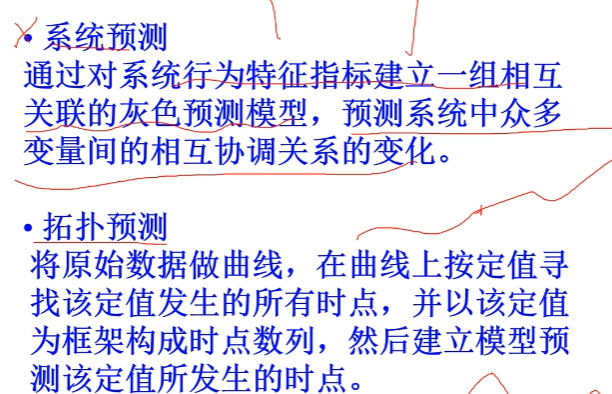 • 系统预测
通过对系统行为特征指标建立一组相互
关联的灰色预测模型，预测系统中众多
变量间的相互协调关系的变化。
• 拓扑预测
将原始数据做曲线，在曲线上按定值寻
找该定值发生的所有时点，并以该定值
为框架构成时点数列，然后建立模型预
测该定值所发生的时点。